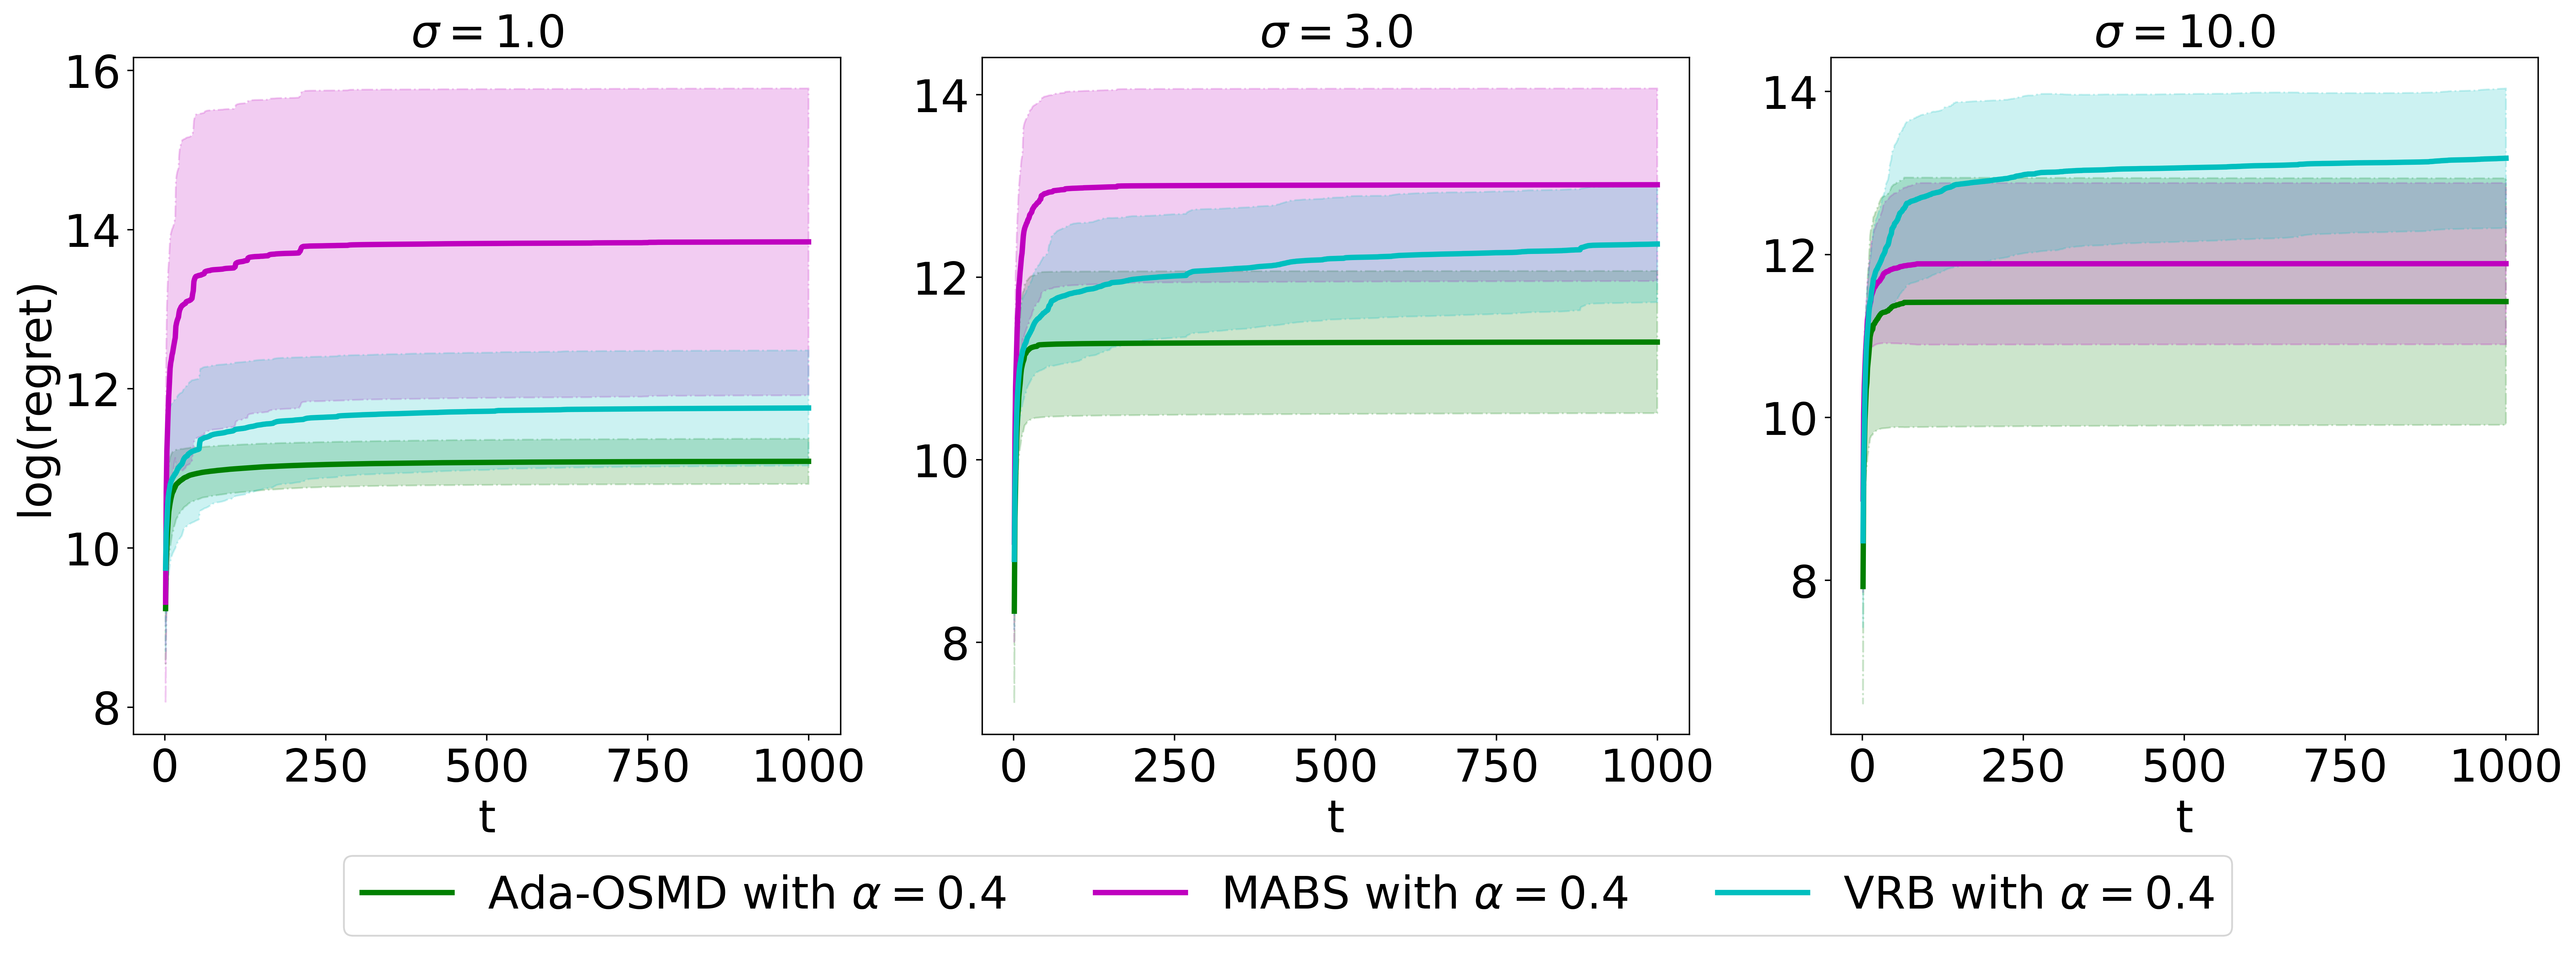 σ = 1.0
σ = 3.0
σ = 10.0
log(regret)
16
14
12
10
8
0 250 500 750 1000
t
14
12
10
8
0 250 500 750 1000
t
14
12
10
8
0 250 500 750 1000
t
Ada-OSMD with α = 0.4
MABS with α = 0.4
VRB with α = 0.4